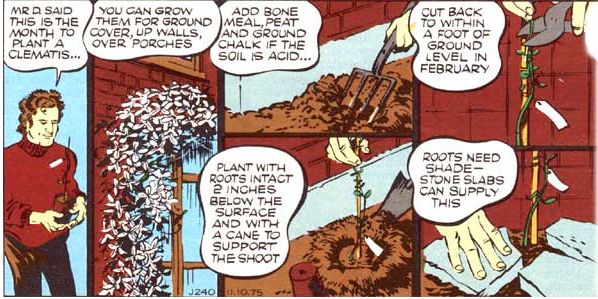 MR D. SAID
THIS IS THE
MONTH TO
PLANT A
CLEMATIS...
YOU CAN GROW
THEM FOR GROUND
COVER, UP WALLS,
OVER PORCHES
ADD BONE
MEAL, PEAT
AND GROUND
CHALK IF THE
SOIL IS ACID...
PLANT WITH
ROOTS INTACT
2 INCHES
BELOW THE
SURFACE AND
WITH A
CANE TO
SUPPORT
THE SHOOT
CUT BACK
TO WITHIN
A FOOT OF
GROUND
LEVEL IN
FEBRUARY
ROOTS NEED
SHADE—
STONE SLABS
CAN SUPPLY
THIS
J240 11.10.75